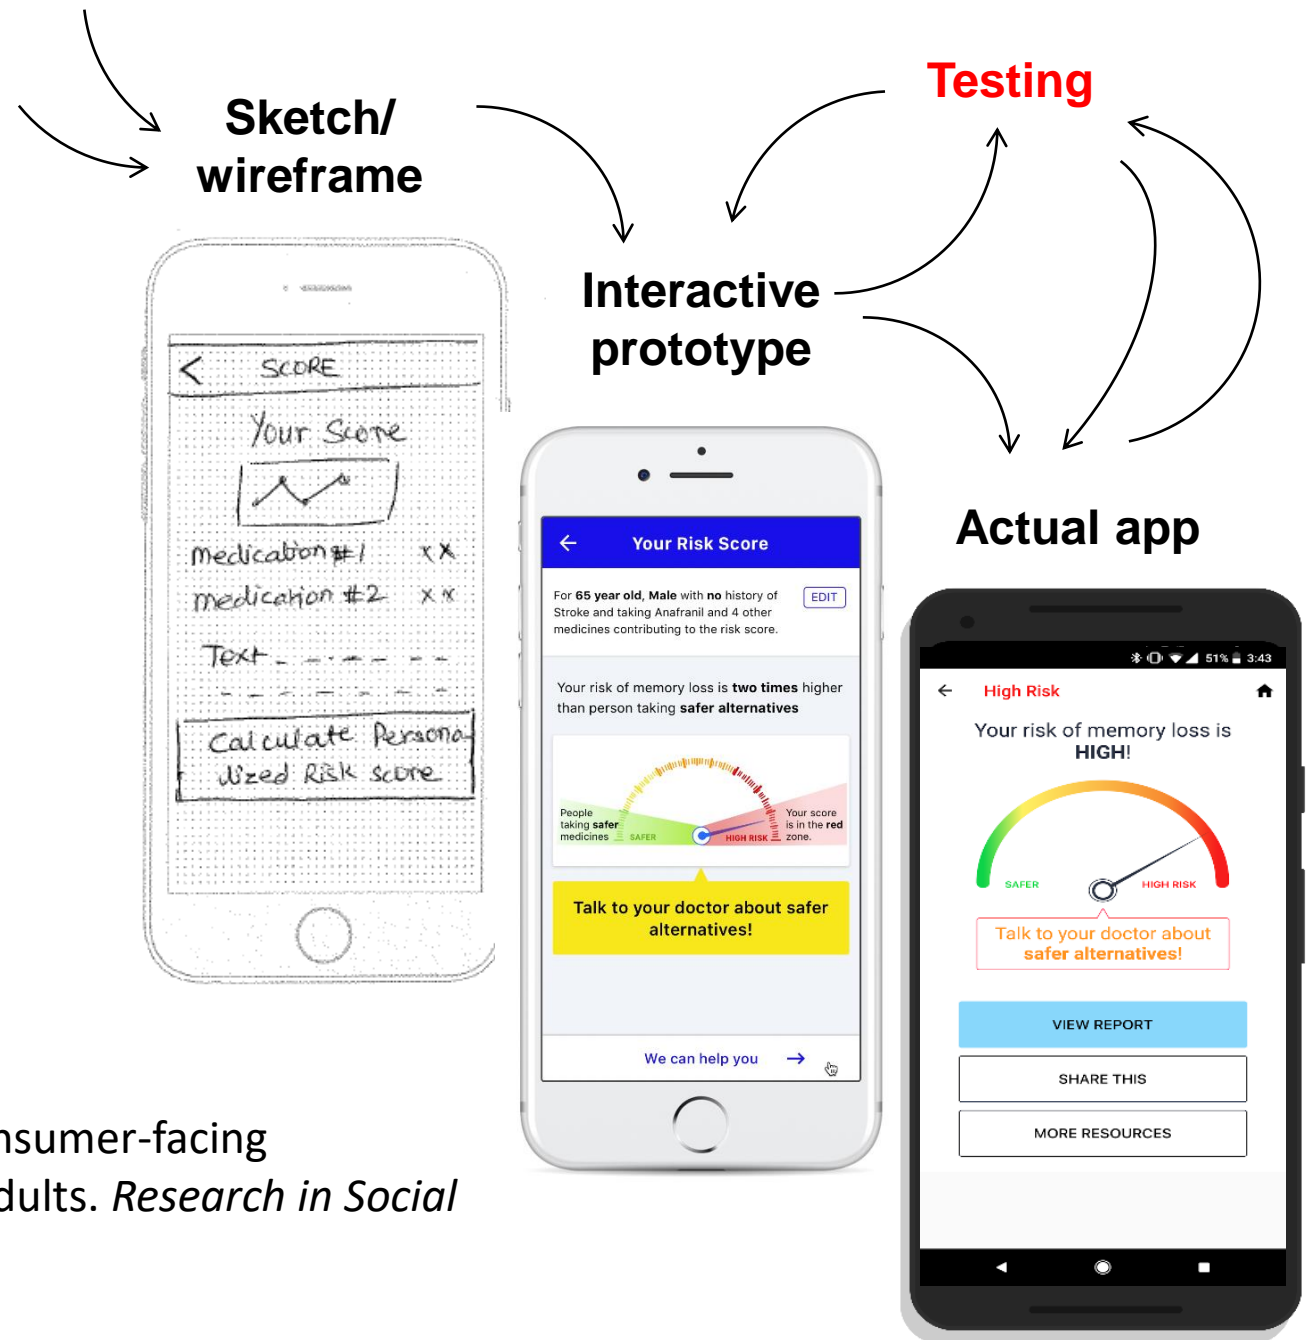 Testing
Sketch/
wireframe
Interactive
prototype
Actual app
< SCORE
Your Score
medication #1 x x
medication #2 x x
Text
Calculate Persona-
lized Risk score
Your Risk Score
For 65 year old, Male with no history of
Stroke and taking Anafranil and 4 other
medicines contributing to the risk score.
EDIT
Your risk of memory loss is two times higher
than person taking safer alternatives
People
taking safer
medicines
SAFER
HIGH RISK
Your score
is in the red
zone.
Talk to your doctor about safer
alternatives!
We can help you
51% 3:43
High Risk
Your risk of memory loss is
HIGH!
SAFER
HIGH RISK
Talk to your doctor about
safer alternatives!
VIEW REPORT
SHARE THIS
MORE RESOURCES
nsumer-facing
dults. Research in Social